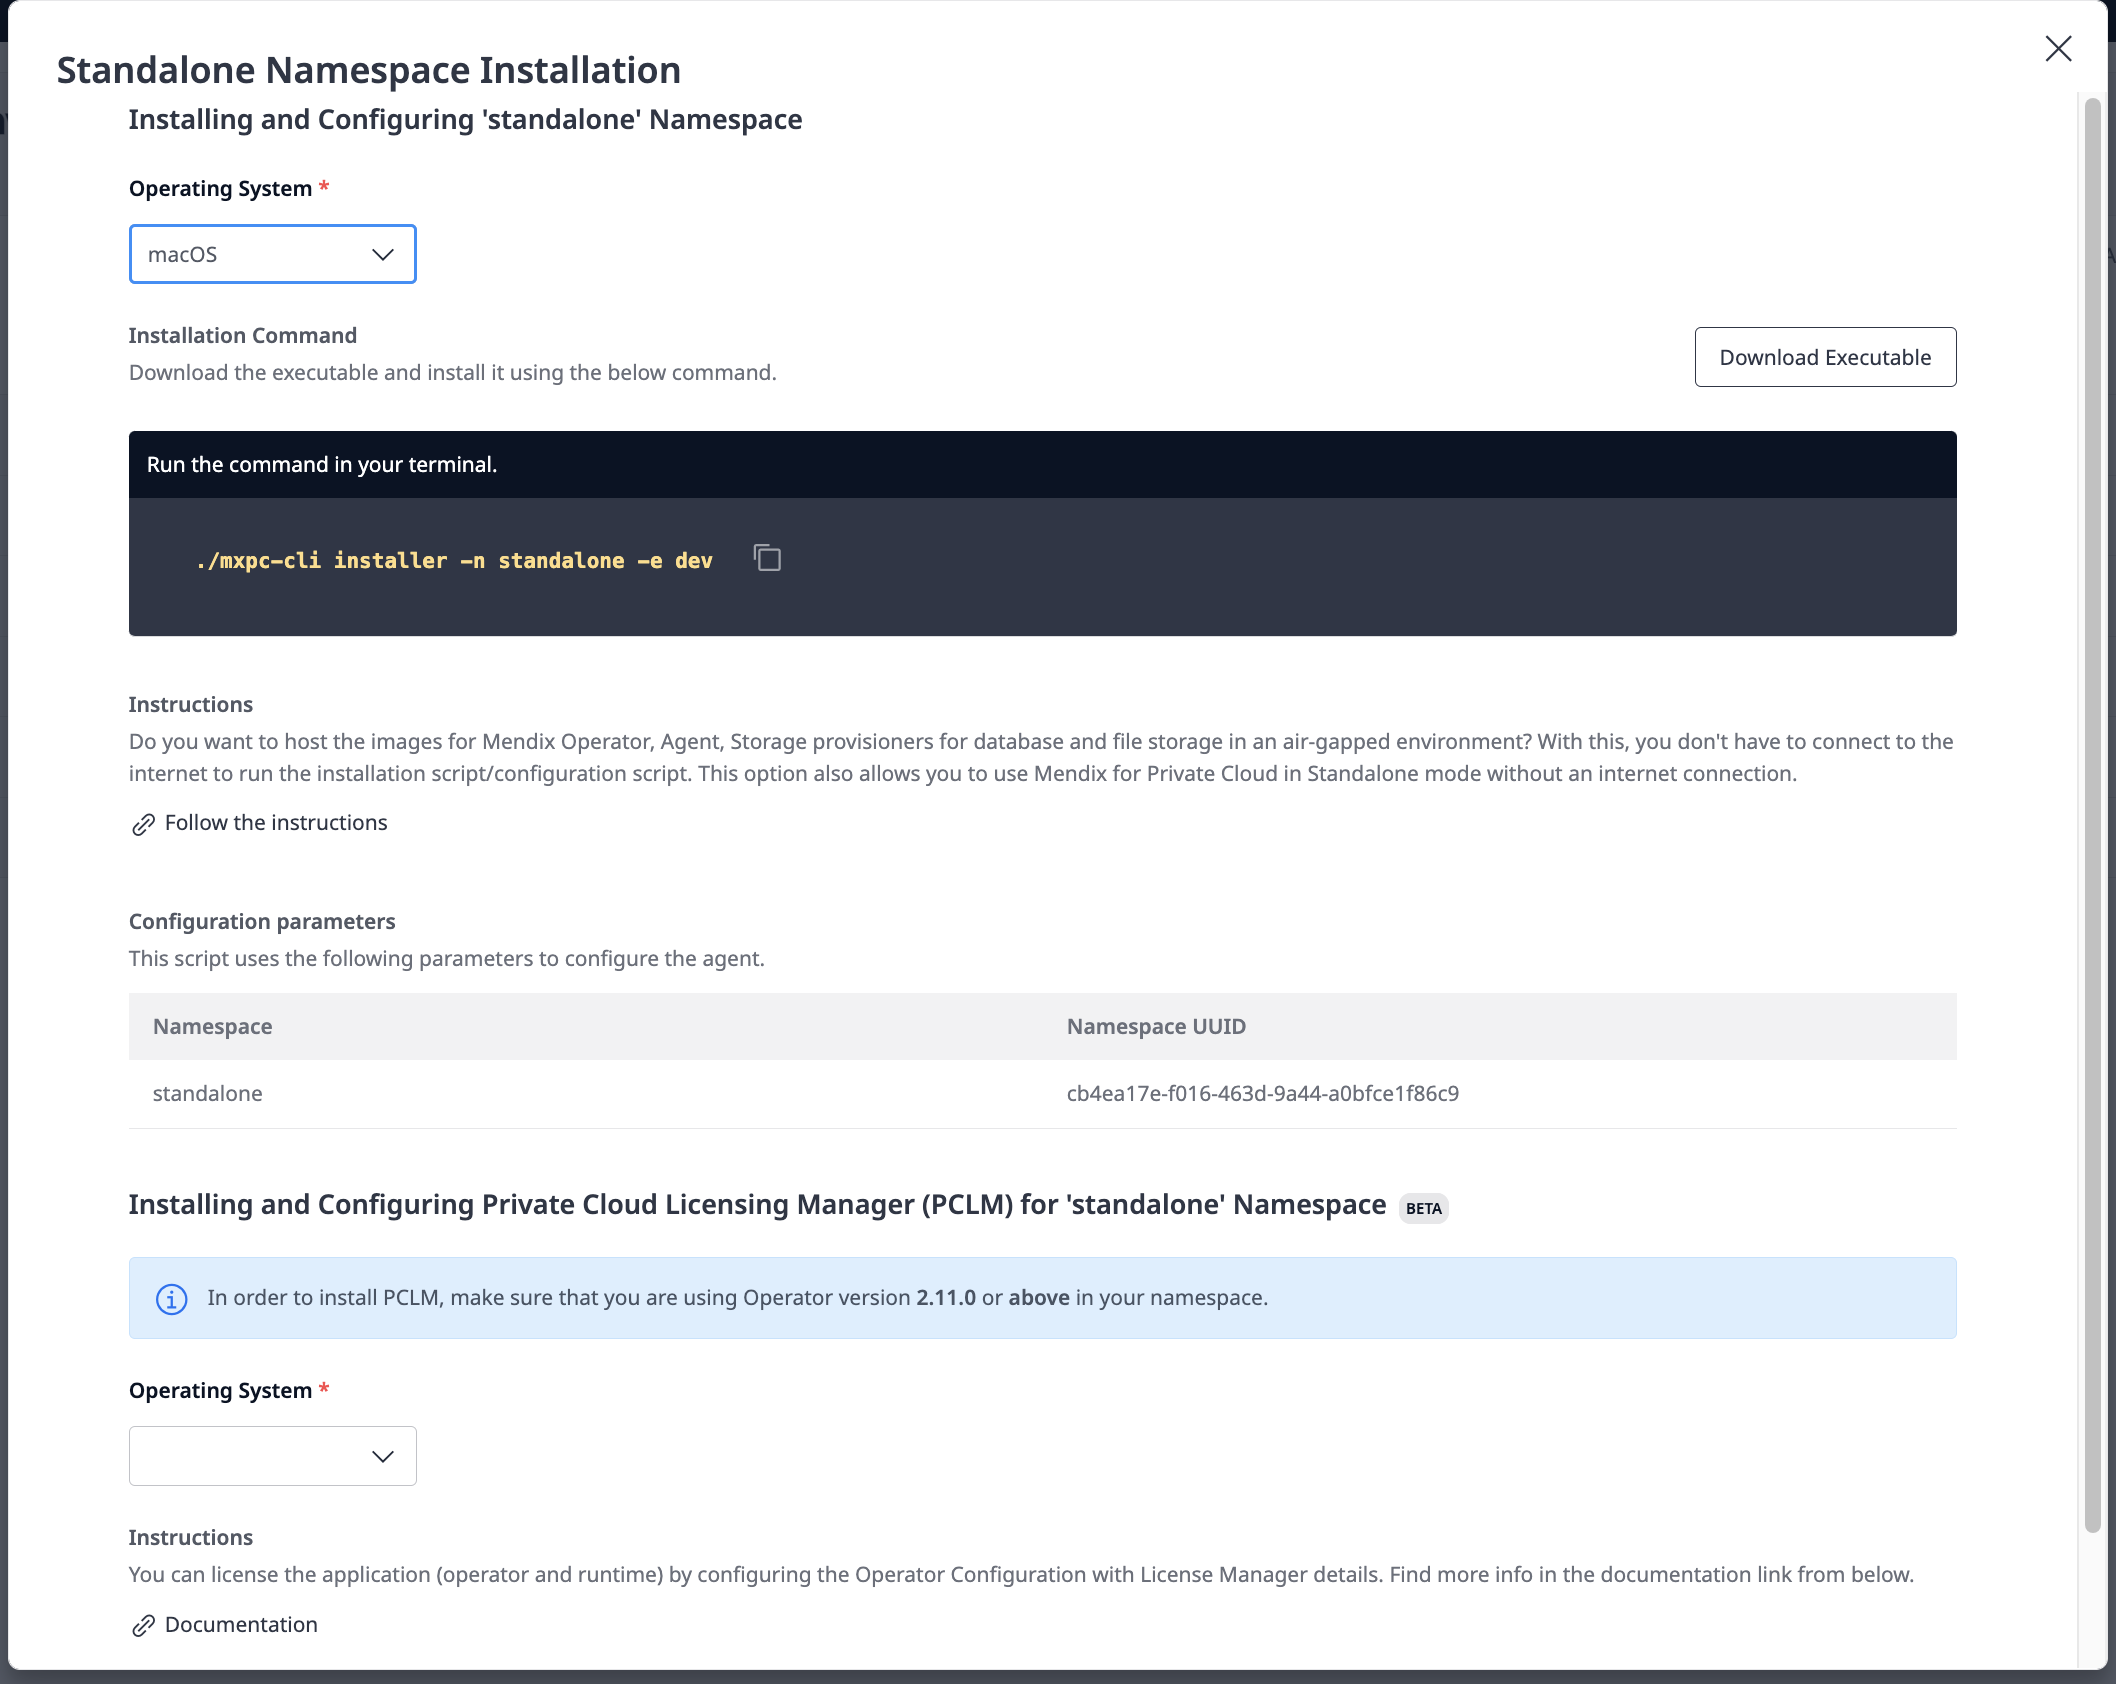 Standalone Namespace Installation
Installing and Configuring 'standalone' Namespace
Operating System *
macOS
Installation Command
Download the executable and install it using the below command.
Download Executable
Run the command in your terminal.
./mxpc-cli installer -n standalone -e dev
Instructions
Do you want to host the images for Mendix Operator, Agent, Storage provisioners for database and file storage in an air-gapped environment? With this, you don't have to connect to the
internet to run the installation script/configuration script. This option also allows you to use Mendix for Private Cloud in Standalone mode without an internet connection.
Follow the instructions
Configuration parameters
This script uses the following parameters to configure the agent.
Namespace Namespace UUID
standalone cb4ea17e-f016-463d-9a44-a0bfce1f86c9
Installing and Configuring Private Cloud Licensing Manager (PCLM) for 'standalone' Namespace BETA
In order to install PCLM, make sure that you are using Operator version 2.11.0 or above in your namespace.
Operating System *
Instructions
You can license the application (operator and runtime) by configuring the Operator Configuration with License Manager details. Find more info in the documentation link from below.
Documentation